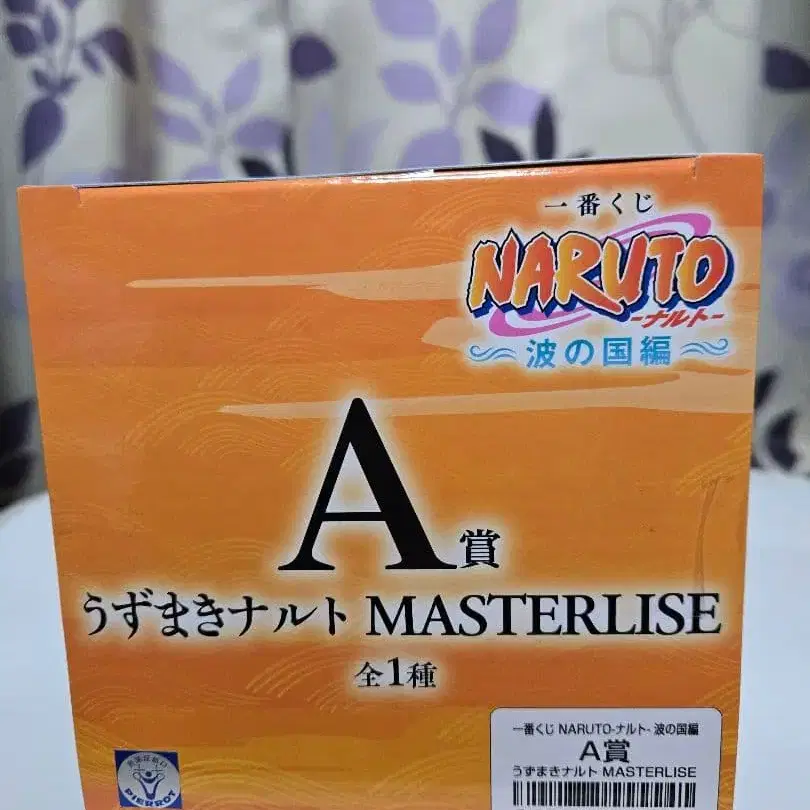 一番くじ
NARUTO
-ナルト-
波の国編
A賞
うずまきナルト MASTERLISE
全1種
一番くじ NARUTO-ナルト- 波の国編
A賞
うずまきナルト MASTERLISE
PIERROT